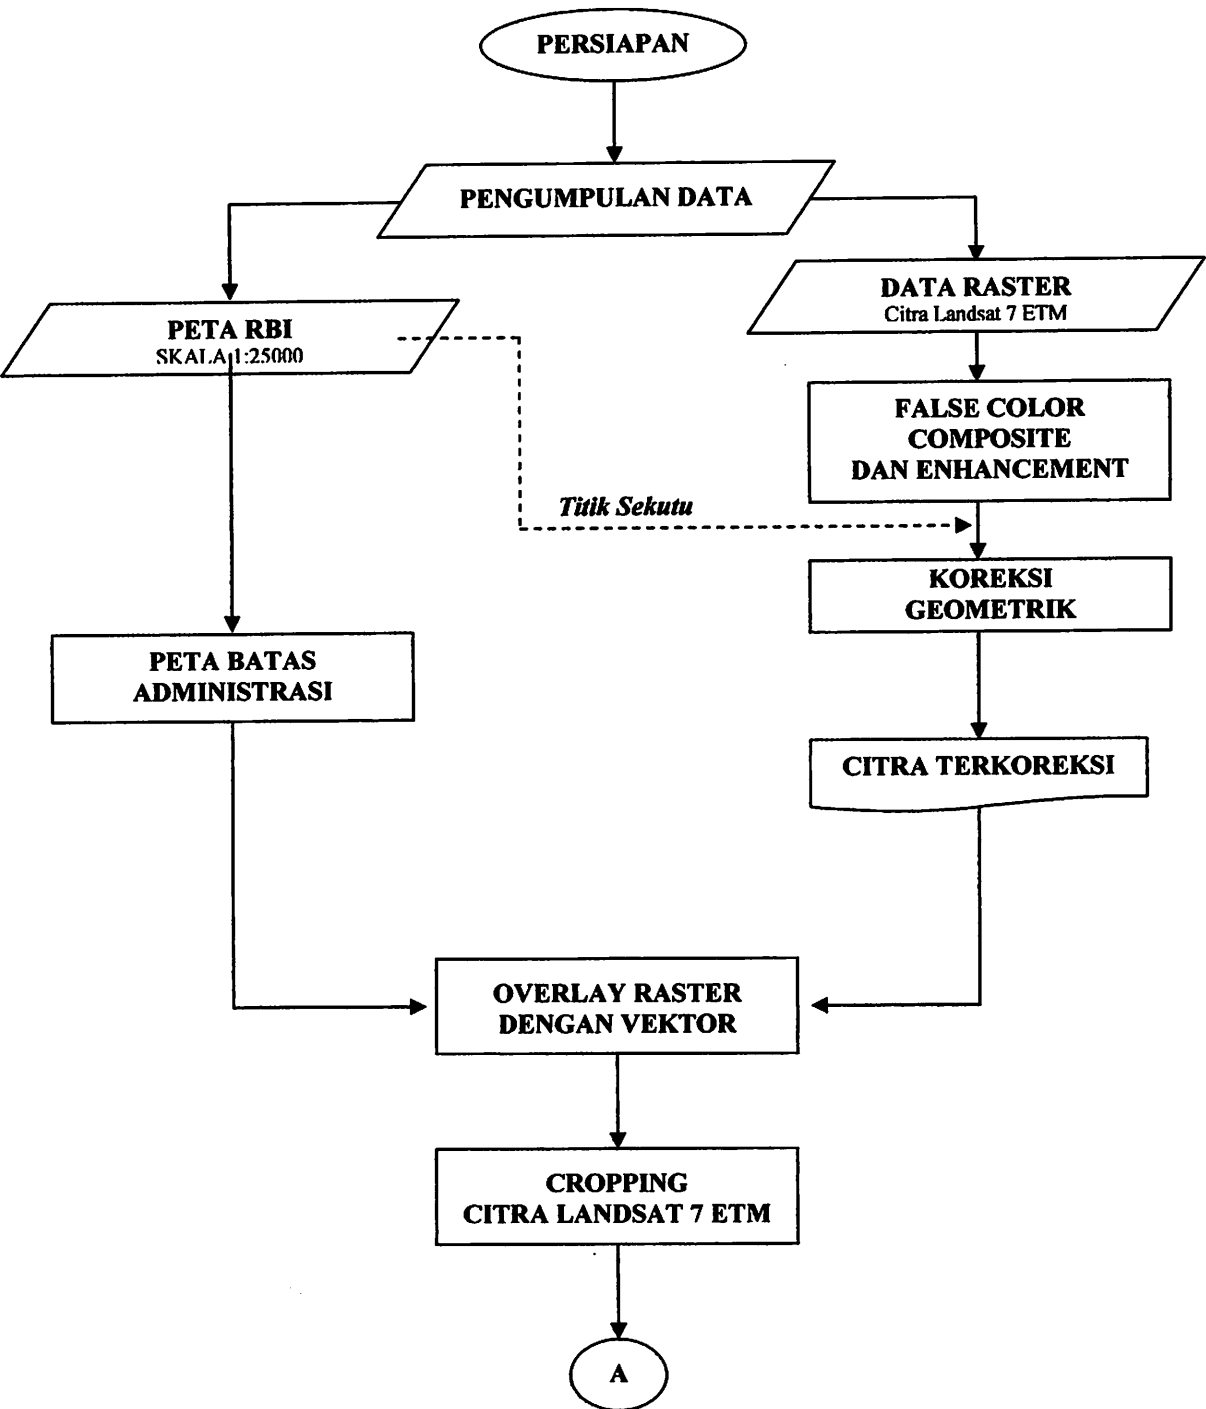 PERSIAPAN
PENGUMPULAN DATA
PETA RBI
SKALA 1:25000
DATA RASTER
Citra Landsat 7 ETM
FALSE COLOR
COMPOSITE
DAN ENHANCEMENT
Titik Sekutu
KOREKSI
GEOMETRIK
PETA BATAS
ADMINISTRASI
CITRA TERKOREKSI
OVERLAY RASTER
DENGAN VEKTOR
CROPPING
CITRA LANDSAT 7 ETM
A